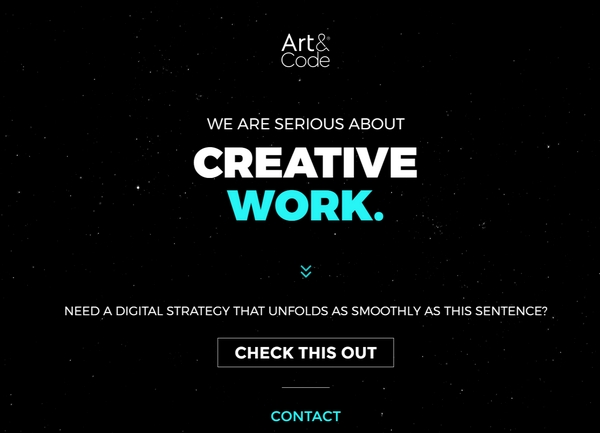 Art&®
Code
WE ARE SERIOUS ABOUT
CREATIVE
WORK.
NEED A DIGITAL STRATEGY THAT UNFOLDS AS SMOOTHLY AS THIS SENTENCE?
CHECK THIS OUT
CONTACT